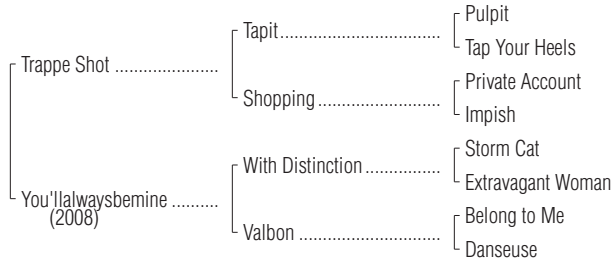 Pulpit
Tapit
Tap Your Heels
Trappe Shot
Private Account
Shopping
Impish
Storm Cat
With Distinction
Extravagant Woman
You'llalwaysbemine
(2008)
Belong to Me
Valbon
Danseuse